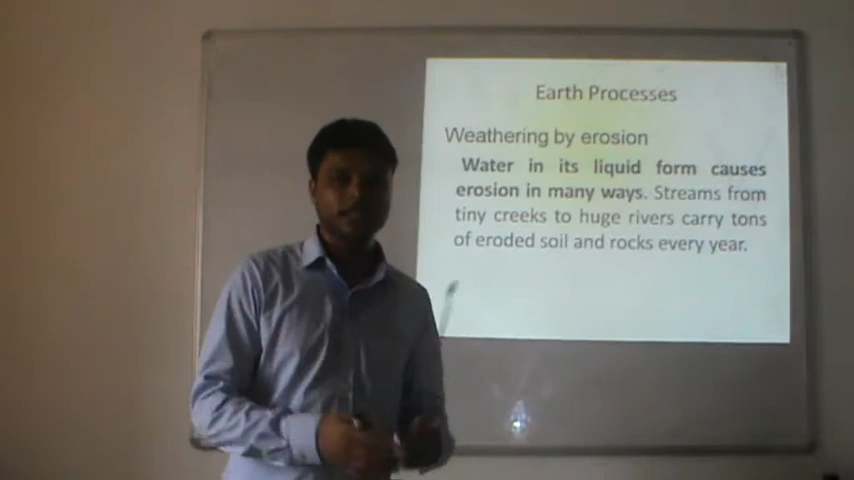 Earth Processes
Weathering by erosion
Water in its liquid form causes
erosion in many ways. Streams from
tiny creeks to huge rivers carry tons
of eroded soil and rocks every year.